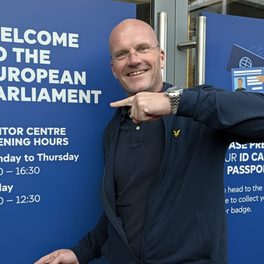 ELCOME
O THE
UROPEAN
ARLIAMENT
ITOR CENTRE
ENING HOURS
nday to Thursday
0 – 16:30
day
0 – 12:30
ASE PRE
UR ID CA
PASSPO
n head to the
e to collect yo
r badge.